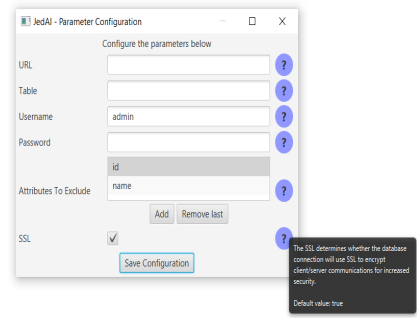 JedAI - Parameter Configuration
Configure the parameters below
URL ?
Table ?
Username admin ?
Password ?
id
name
Attributes To Exclude ?
Add Remove last
SSL ?
Save Configuration
The SSL determines whether the database
connection will use SSL to encrypt
client/server communications for increased
security.
Default value: true